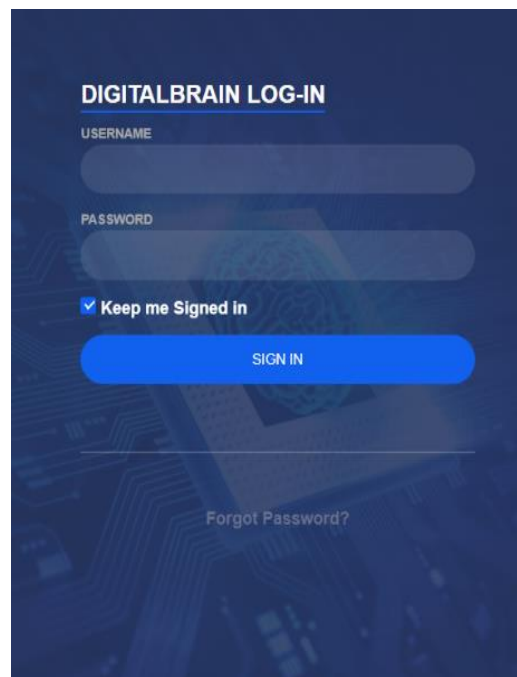 DIGITALBRAIN LOG-IN
USERNAME
PASSWORD
Keep me Signed in
SIGN IN
Forgot Password?